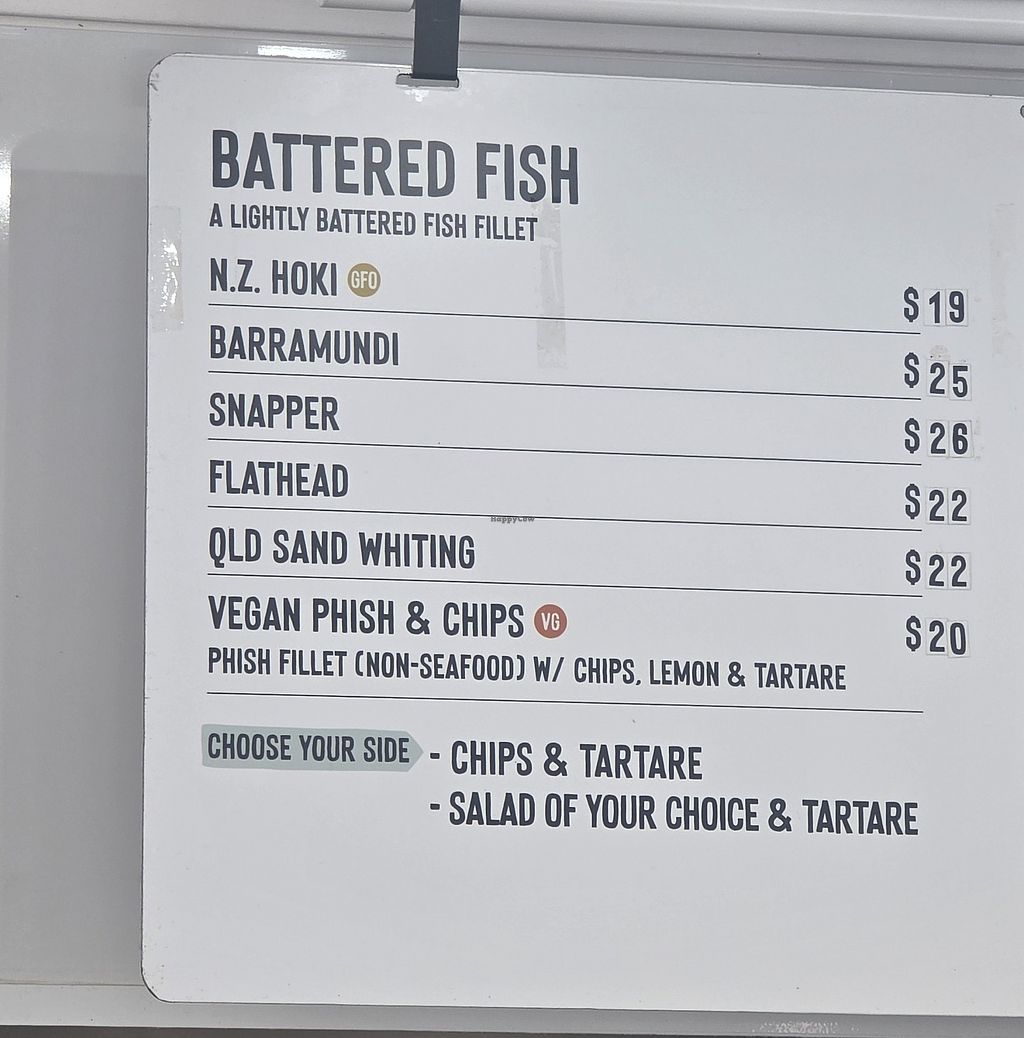 BATTERED FISH
A LIGHTLY BATTERED FISH FILLET
N.Z. HOKI GFO $19
BARRAMUNDI $25
SNAPPER $26
FLATHEAD $22
HappyCow
QLD SAND WHITING $22
VEGAN PHISH & CHIPS VG $20
PHISH FILLET (NON-SEAFOOD) W/ CHIPS, LEMON & TARTARE
CHOOSE YOUR SIDE - CHIPS & TARTARE
- SALAD OF YOUR CHOICE & TARTARE